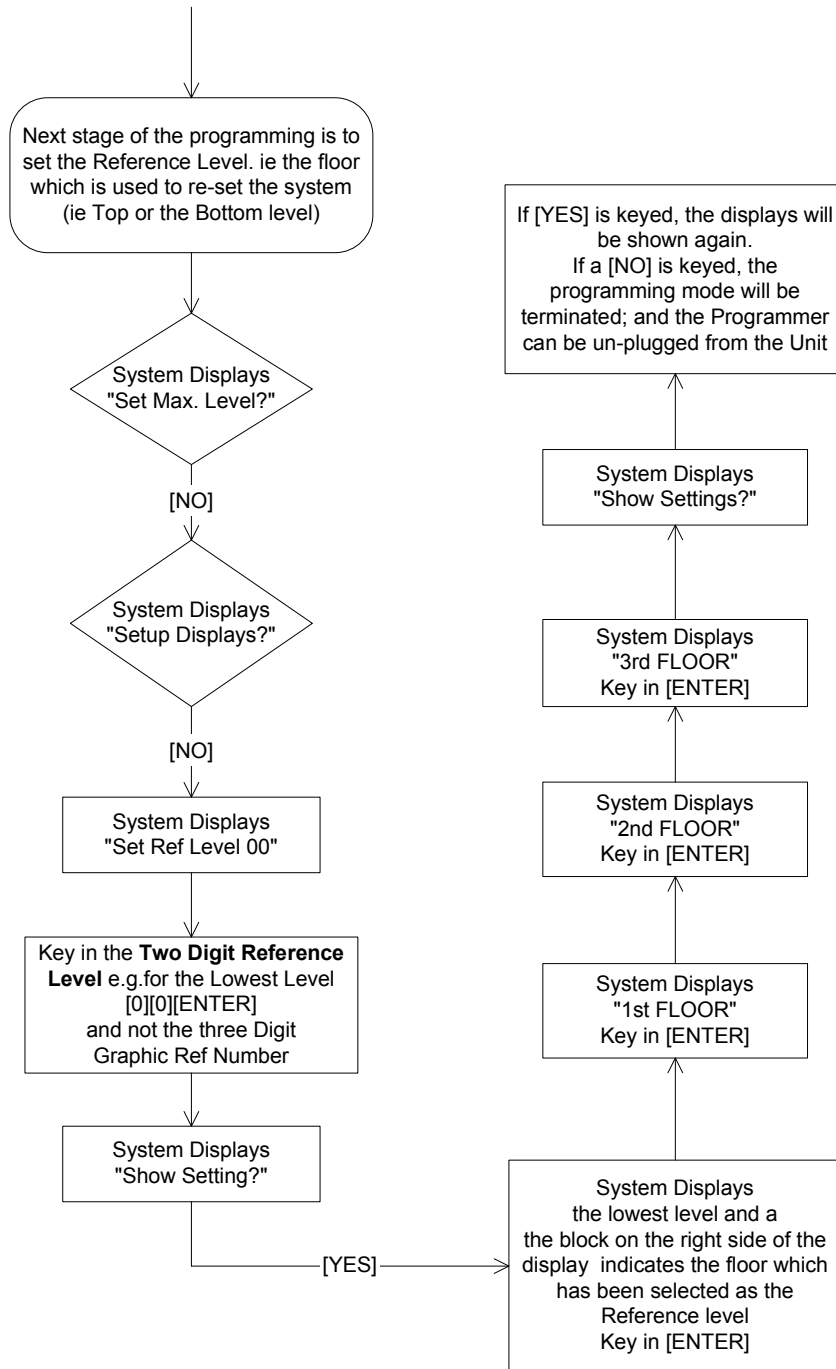 Next stage of the programming is to
set the Reference Level. ie the floor
which is used to re-set the system
(ie Top or the Bottom level)
System Displays
"Set Max. Level?"
[NO]
System Displays
"Setup Displays?"
[NO]
System Displays
"Set Ref Level 00"
Key in the Two Digit Reference
Level e.g.for the Lowest Level
[0][0][ENTER]
and not the three Digit
Graphic Ref Number
System Displays
"Show Setting?"
[YES]
System Displays
the lowest level and a
the block on the right side of the
display indicates the floor which
has been selected as the
Reference level
Key in [ENTER]
System Displays
"1st FLOOR"
Key in [ENTER]
System Displays
"2nd FLOOR"
Key in [ENTER]
System Displays
"3rd FLOOR"
Key in [ENTER]
System Displays
"Show Settings?"
If [YES] is keyed, the displays will
be shown again.
If a [NO] is keyed, the
programming mode will be
terminated; and the Programmer
can be un-plugged from the Unit